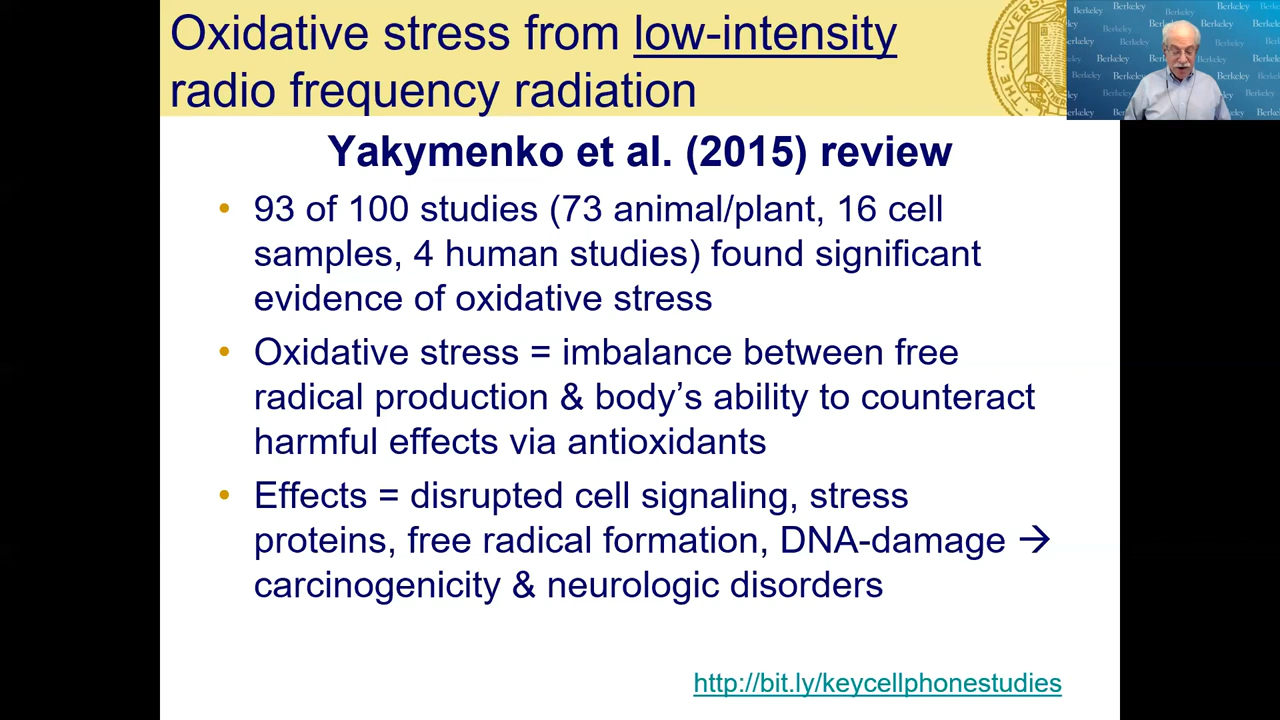 Oxidative stress from low-intensity
radio frequency radiation
Yakymenko et al. (2015) review
• 93 of 100 studies (73 animal/plant, 16 cell
samples, 4 human studies) found significant
evidence of oxidative stress
• Oxidative stress = imbalance between free
radical production & body’s ability to counteract
harmful effects via antioxidants
• Effects = disrupted cell signaling, stress
proteins, free radical formation, DNA-damage →
carcinogenicity & neurologic disorders
http://bit.ly/keycellphonestudies
Berkeley